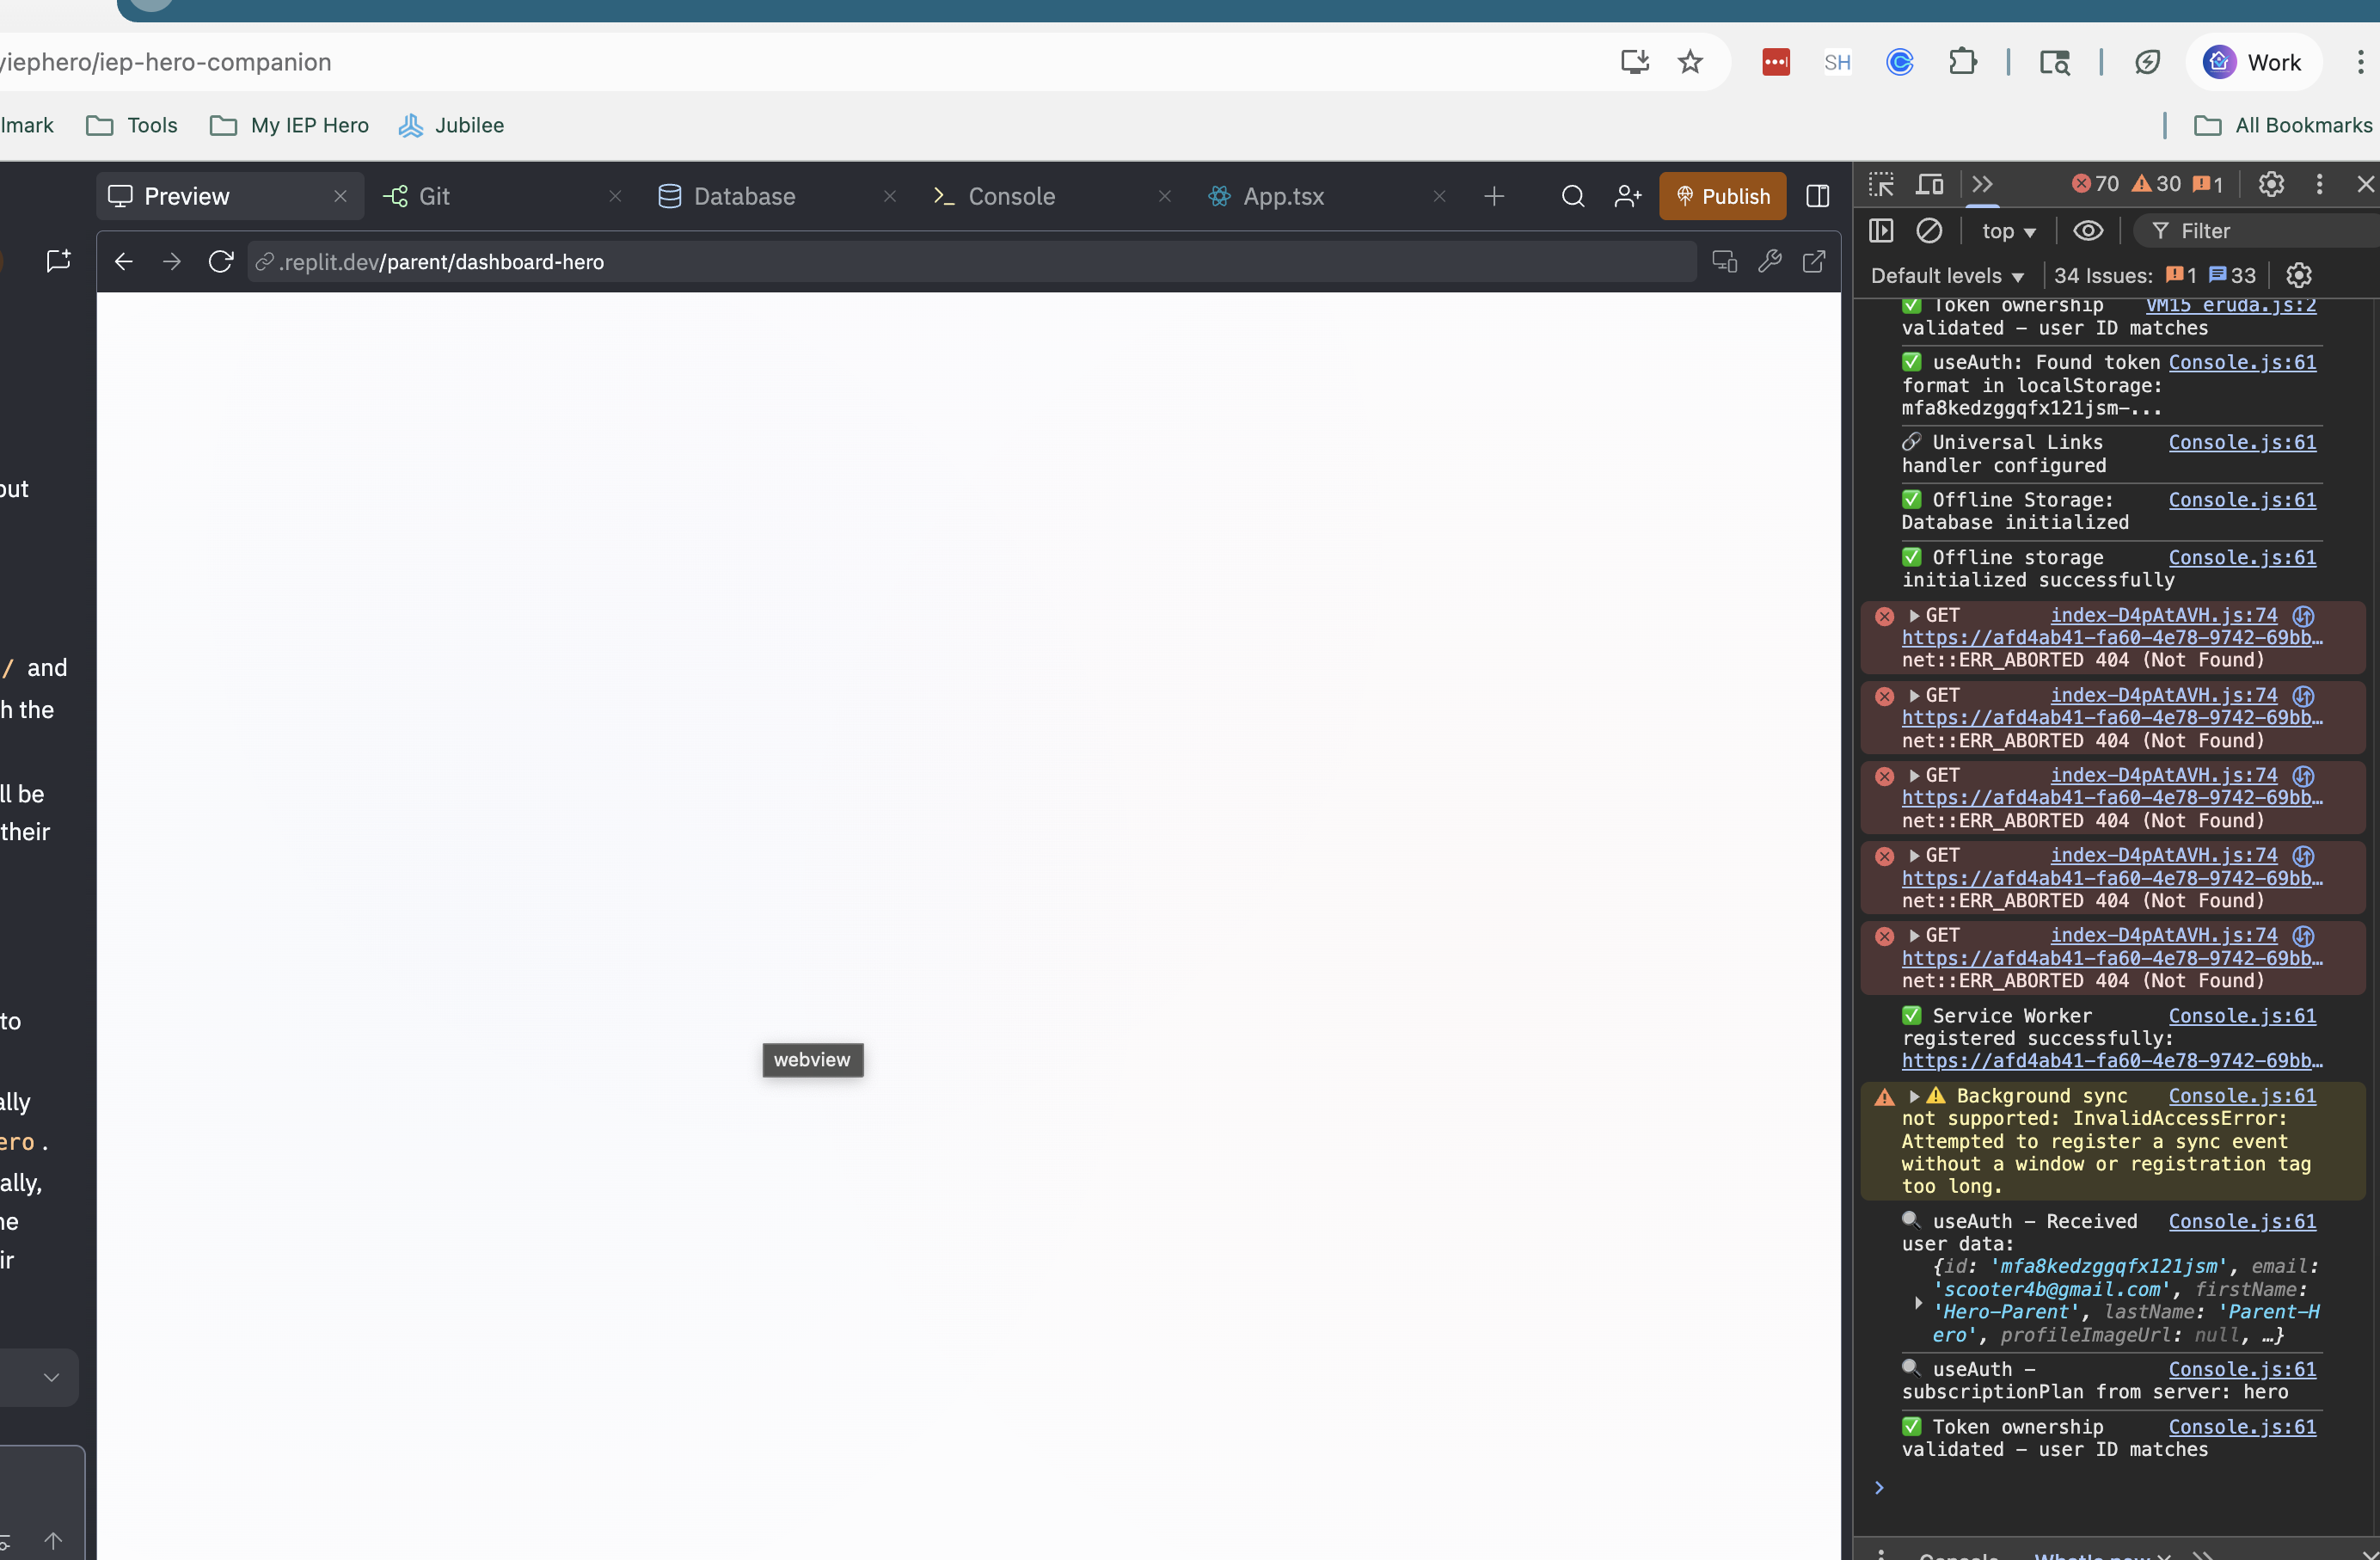 yiephero/iep-hero-companion
SH
Work
lmark
Tools
My IEP Hero
Jubilee
All Bookmarks
Preview
Git
Database
Console
App.tsx
Publish
.replit.dev/parent/dashboard-hero
out
/ and
h the
ll be
their
to
ally
ero .
ally,
ne
ir
webview
70
30
1
top
Filter
Default levels
34 Issues:
1
33
✅ Token ownership VM15 eruda.js:2
validated – user ID matches
✅ useAuth: Found token Console.js:61
format in localStorage:
mfa8kedzggqfx121jsm–...
🔗 Universal Links Console.js:61
handler configured
✅ Offline Storage: Console.js:61
Database initialized
✅ Offline storage Console.js:61
initialized successfully
GET index-D4pAtAVH.js:74
https://afd4ab41-fa60-4e78-9742-69bb…
net::ERR_ABORTED 404 (Not Found)
GET index-D4pAtAVH.js:74
https://afd4ab41-fa60-4e78-9742-69bb…
net::ERR_ABORTED 404 (Not Found)
GET index-D4pAtAVH.js:74
https://afd4ab41-fa60-4e78-9742-69bb…
net::ERR_ABORTED 404 (Not Found)
GET index-D4pAtAVH.js:74
https://afd4ab41-fa60-4e78-9742-69bb…
net::ERR_ABORTED 404 (Not Found)
GET index-D4pAtAVH.js:74
https://afd4ab41-fa60-4e78-9742-69bb…
net::ERR_ABORTED 404 (Not Found)
✅ Service Worker Console.js:61
registered successfully:
https://afd4ab41-fa60-4e78-9742-69bb…
⚠️ Background sync Console.js:61
not supported: InvalidAccessError:
Attempted to register a sync event
without a window or registration tag
too long.
🔍 useAuth – Received Console.js:61
user data:
{id: 'mfa8kedzggqfx121jsm', email:
'scooter4b@gmail.com', firstName:
'Hero-Parent', lastName: 'Parent-H
ero', profileImageUrl: null, …}
🔍 useAuth – Console.js:61
subscriptionPlan from server: hero
✅ Token ownership Console.js:61
validated – user ID matches
Console
What's new